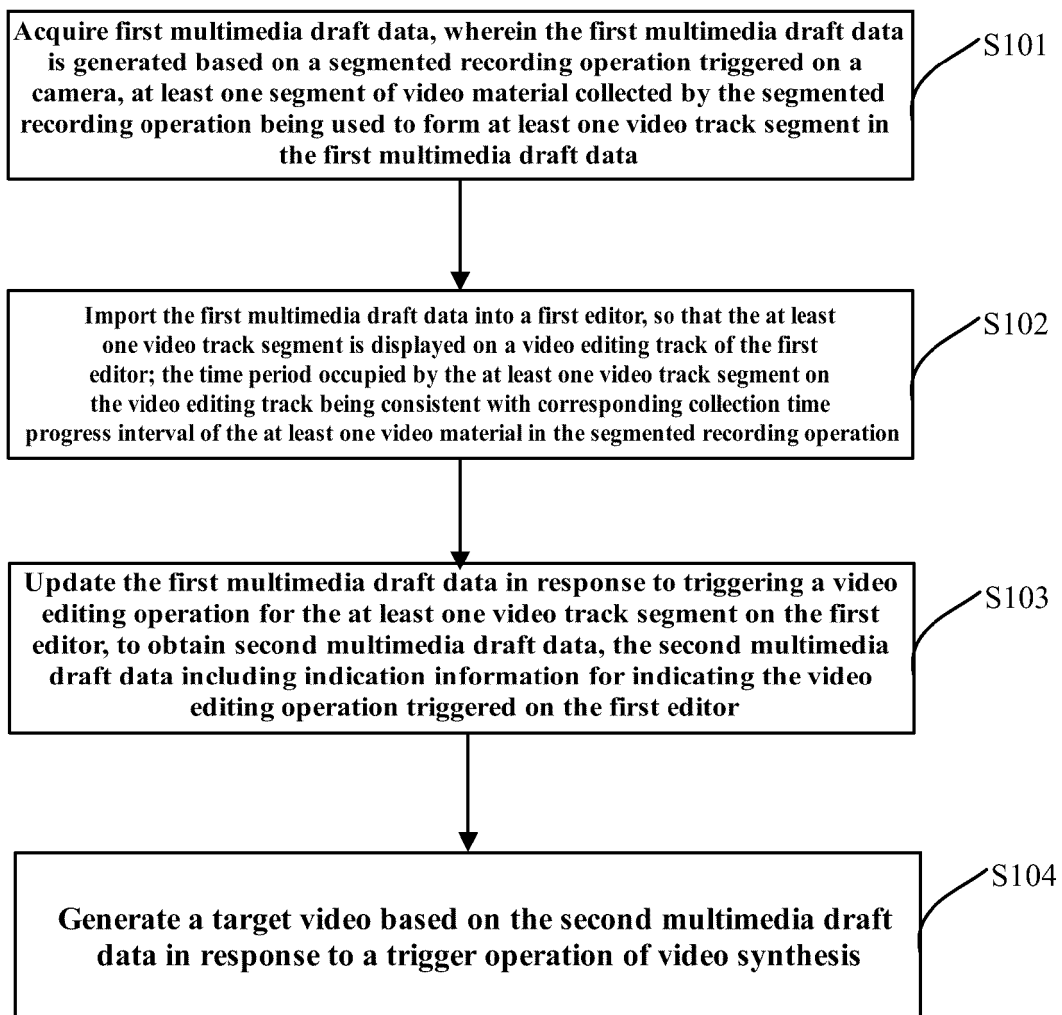 Acquire first multimedia draft data, wherein the first multimedia draft data
is generated based on a segmented recording operation triggered on a
camera, at least one segment of video material collected by the segmented
recording operation being used to form at least one video track segment in
the first multimedia draft data
S101
Import the first multimedia draft data into a first editor, so that the at least
one video track segment is displayed on a video editing track of the first
editor; the time period occupied by the at least one video track segment on
the video editing track being consistent with corresponding collection time
progress interval of the at least one video material in the segmented recording operation
S102
Update the first multimedia draft data in response to triggering a video
editing operation for the at least one video track segment on the first
editor, to obtain second multimedia draft data, the second multimedia
draft data including indication information for indicating the video
editing operation triggered on the first editor
S103
Generate a target video based on the second multimedia draft
data in response to a trigger operation of video synthesis
S104